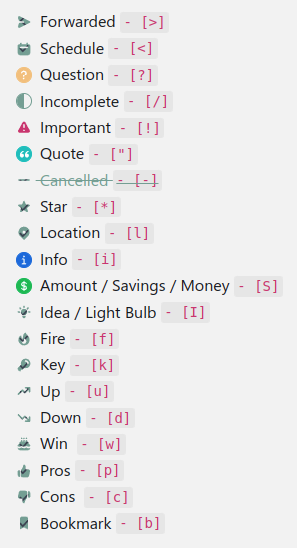 Forwarded - [>]
Schedule - [<]
Question - [?]
Incomplete - [/]
Important - [!]
Quote - ["]
Cancelled - [-]
Star - [*]
Location - [l]
Info - [i]
Amount / Savings / Money - [S]
Idea / Light Bulb - [I]
Fire - [f]
Key - [k]
Up - [u]
Down - [d]
Win - [w]
Pros - [p]
Cons - [c]
Bookmark - [b]